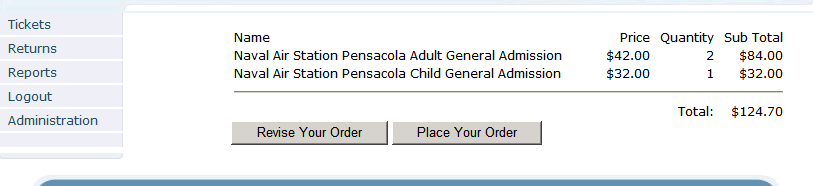 Tickets
Returns
Reports
Logout
Administration
Name Price Quantity Sub Total
Naval Air Station Pensacola Adult General Admission $42.00 2 $84.00
Naval Air Station Pensacola Child General Admission $32.00 1 $32.00
Total: $124.70
Revise Your Order Place Your Order